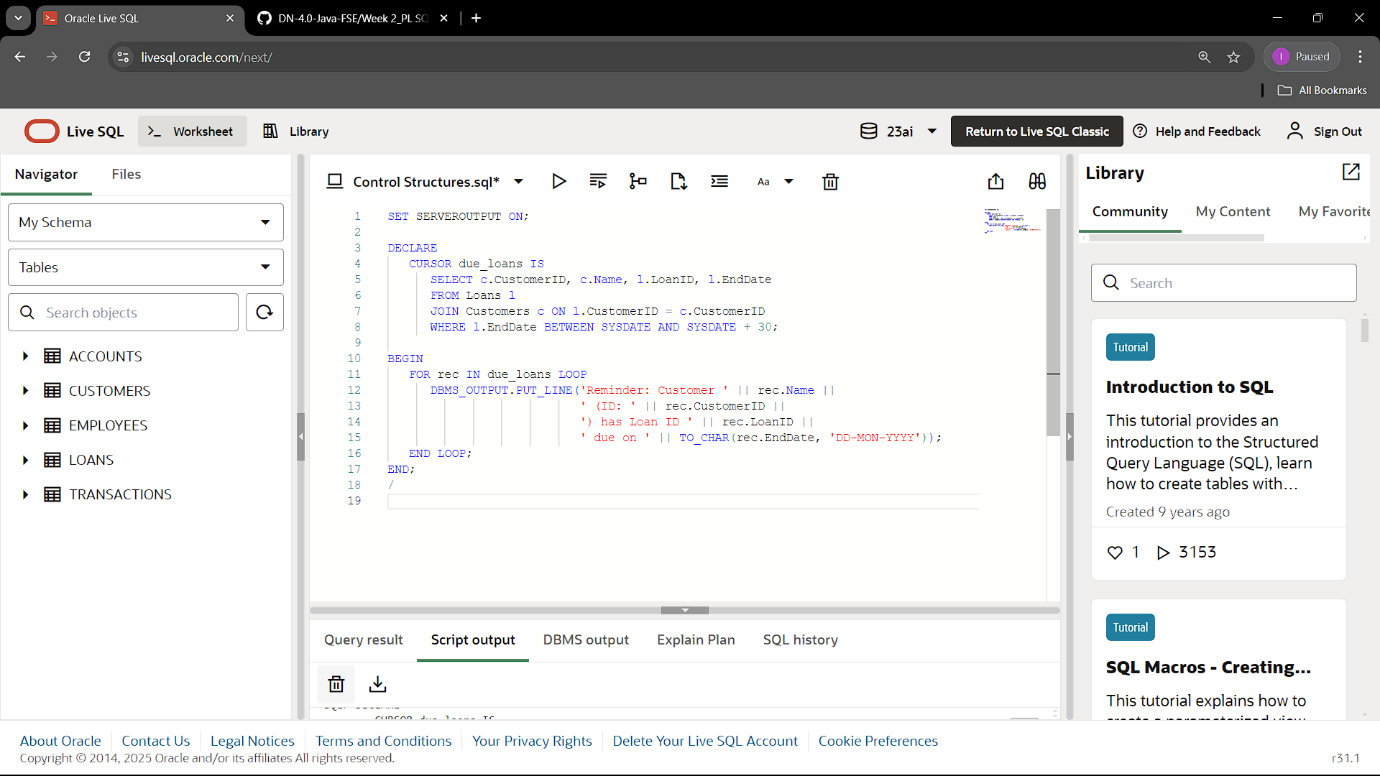 Oracle Live SQL
DN-4.0-Java-FSE/Week 2_PL SQ
livesql.oracle.com/next/
I
Paused
All Bookmarks
Live SQL
Worksheet
Library
23ai
Return to Live SQL Classic
Help and Feedback
Sign Out
Navigator
Files
My Schema
Tables
Search objects
ACCOUNTS
CUSTOMERS
EMPLOYEES
LOANS
TRANSACTIONS
Control Structures.sql*
Aa
1 SET SERVEROUTPUT ON;
2
3 DECLARE
4 CURSOR due_loans IS
5 SELECT c.CustomerID, c.Name, l.LoanID, l.EndDate
6 FROM Loans l
7 JOIN Customers c ON l.CustomerID = c.CustomerID
8 WHERE l.EndDate BETWEEN SYSDATE AND SYSDATE + 30;
9
10 BEGIN
11 FOR rec IN due_loans LOOP
12 DBMS_OUTPUT.PUT_LINE('Reminder: Customer ' || rec.Name ||
13 ' (ID: ' || rec.CustomerID ||
14 ') has Loan ID ' || rec.LoanID ||
15 ' due on ' || TO_CHAR(rec.EndDate, 'DD-MON-YYYY'));
16 END LOOP;
17 END;
18 /
19
Query result
Script output
DBMS output
Explain Plan
SQL history
CURSOR due_loans IS
Library
Community
My Content
My Favorite
Search
Tutorial
Introduction to SQL
This tutorial provides an
introduction to the Structured
Query Language (SQL), learn
how to create tables with...
Created 9 years ago
1
3153
Tutorial
SQL Macros - Creating...
This tutorial explains how to
About Oracle
Contact Us
Legal Notices
Terms and Conditions
Your Privacy Rights
Delete Your Live SQL Account
Cookie Preferences
Copyright © 2014, 2025 Oracle and/or its affiliates All rights reserved.
r31.1